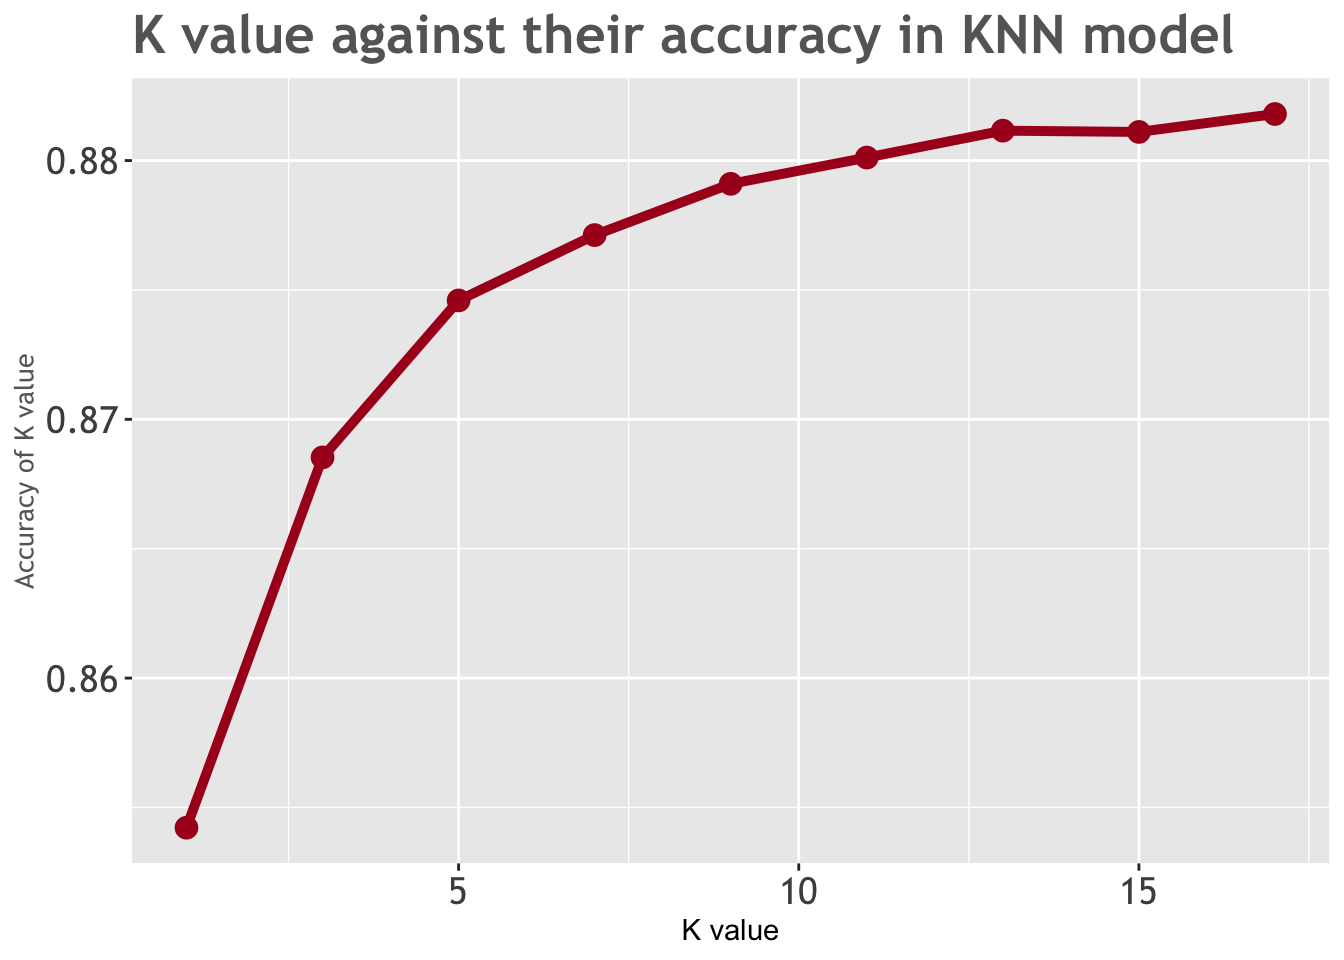 K value against their accuracy in KNN model
Accuracy of K value
0.88
0.87
0.86
5
10
15
K value